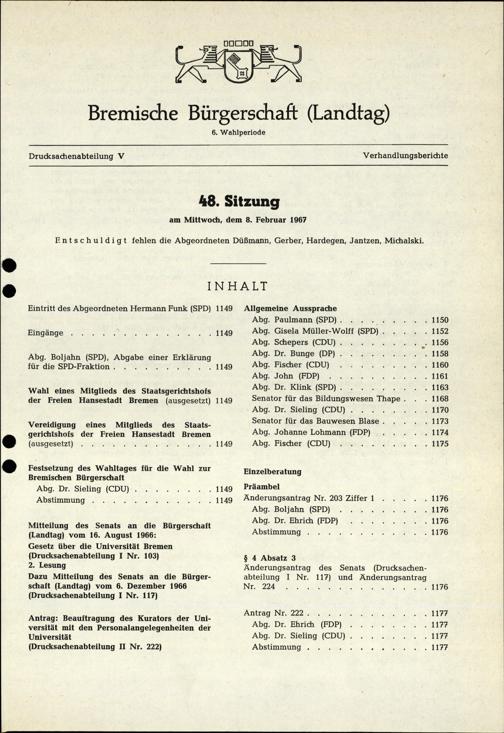 Bremische Bürgerschaft (Landtag)
6. Wahlperiode
Drucksachenabteilung V
Verhandlungsberichte
48. Sitzung
am Mittwoch, dem 8. Februar 1967
Entschuldigt fehlen die Abgeordneten Düßmann, Gerber, Hardegen, Jantzen, Michalski.
INHALT
Eintritt des Abgeordneten Hermann Funk (SPD) 1149
Eingänge . . . . . . . . . . . . . 1149
Abg. Boljahn (SPD), Abgabe einer Erklärung
für die SPD-Fraktion . . . . . . . . . 1149
Wahl eines Mitglieds des Staatsgerichtshofs
der Freien Hansestadt Bremen (ausgesetzt) 1149
Vereidigung eines Mitglieds des Staats-
gerichtshofs der Freien Hansestadt Bremen
(ausgesetzt) . . . . . . . . . . . . 1149
Festsetzung des Wahltages für die Wahl zur
Bremischen Bürgerschaft
Abg. Dr. Sieling (CDU) . . . . . . . . 1149
Abstimmung . . . . . . . . . . . . 1149
Mitteilung des Senats an die Bürgerschaft
(Landtag) vom 16. August 1966:
Gesetz über die Universität Bremen
(Drucksachenabteilung I Nr. 103)
2. Lesung
Dazu Mitteilung des Senats an die Bürger-
schaft (Landtag) vom 6. Dezember 1966
(Drucksachenabteilung I Nr. 117)
Antrag: Beauftragung des Kurators der Uni-
versität mit den Personalangelegenheiten der
Universität
(Drucksachenabteilung II Nr. 222)
Allgemeine Aussprache
Abg. Paulmann (SPD) . . . . . . . . . 1150
Abg. Gisela Müller-Wolff (SPD) . . . . . 1152
Abg. Schepers (CDU) . . . . . . . . . 1156
Abg. Dr. Bunge (DP) . . . . . . . . . 1158
Abg. Fischer (CDU) . . . . . . . . . . 1160
Abg. John (FDP) . . . . . . . . . . . 1161
Abg. Dr. Klink (SPD) . . . . . . . . . 1163
Senator für das Bildungswesen Thape . . . 1168
Abg. Dr. Sieling (CDU) . . . . . . . . 1170
Senator für das Bauwesen Blase . . . . . 1173
Abg. Johanne Lohmann (FDP) . . . . . . 1174
Abg. Fischer (CDU) . . . . . . . . . . 1175
Einzelberatung
Präambel
Änderungsantrag Nr. 203 Ziffer 1 . . . . . 1176
Abg. Boljahn (SPD) . . . . . . . . . . 1176
Abg. Dr. Ehrich (FDP) . . . . . . . . . 1176
Abstimmung . . . . . . . . . . . . 1176
§ 4 Absatz 3
Änderungsantrag des Senats (Drucksachen-
abteilung I Nr. 117) und Änderungsantrag
Nr. 224 . . . . . . . . . . . . . . 1176
Antrag Nr. 222 . . . . . . . . . . . . 1177
Abg. Dr. Ehrich (FDP) . . . . . . . . . 1177
Abg. Dr. Sieling (CDU) . . . . . . . . 1177
Abstimmung . . . . . . . . . . . . 1177